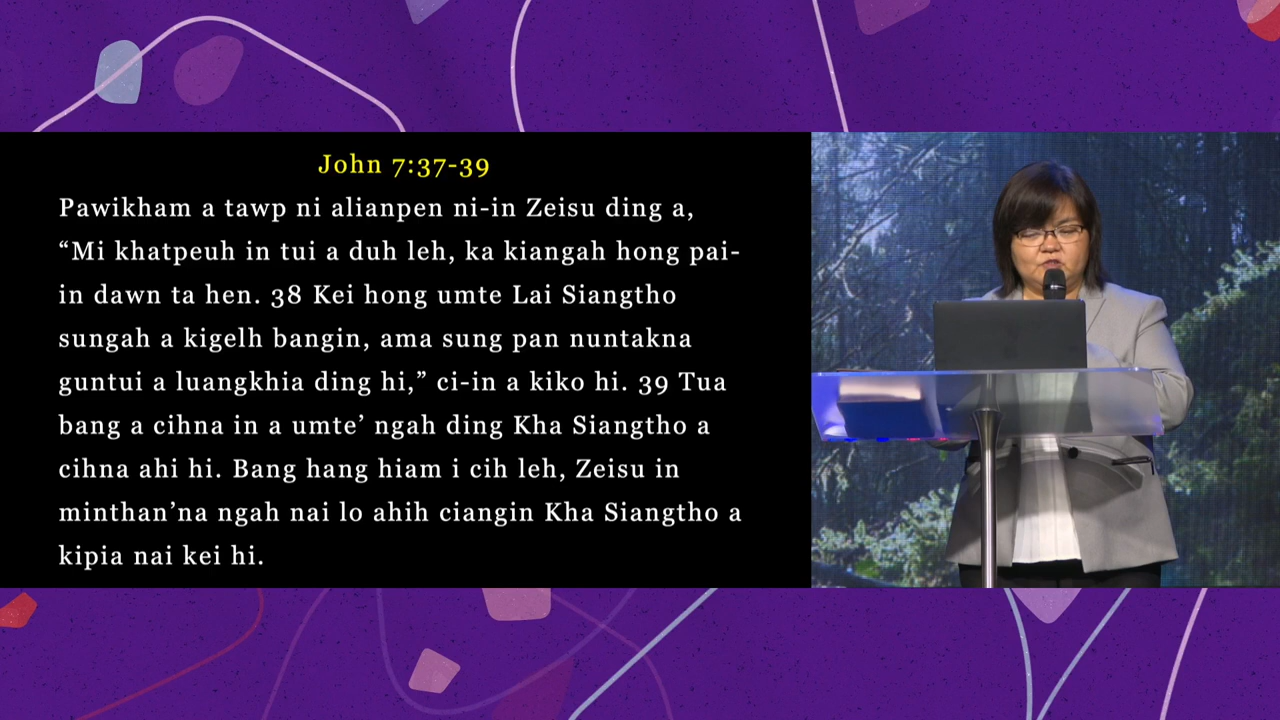 John 7:37-39
Pawikham a tawp ni alianpen ni-in Zeisu ding a,
“Mi khatpeuh in tui a duh leh, ka kiangah hong pai-
in dawn ta hen. 38 Kei hong umte Lai Siangtho
sungah a kigelh bangin, ama sung pan nuntakna
guntui a luangkhia ding hi,” ci-in a kiko hi. 39 Tua
bang a cihna in a umte’ ngah ding Kha Siangtho a
cihna ahi hi. Bang hang hiam i cih leh, Zeisu in
minthan’na ngah nai lo ahih ciangin Kha Siangtho a
kipia nai kei hi.